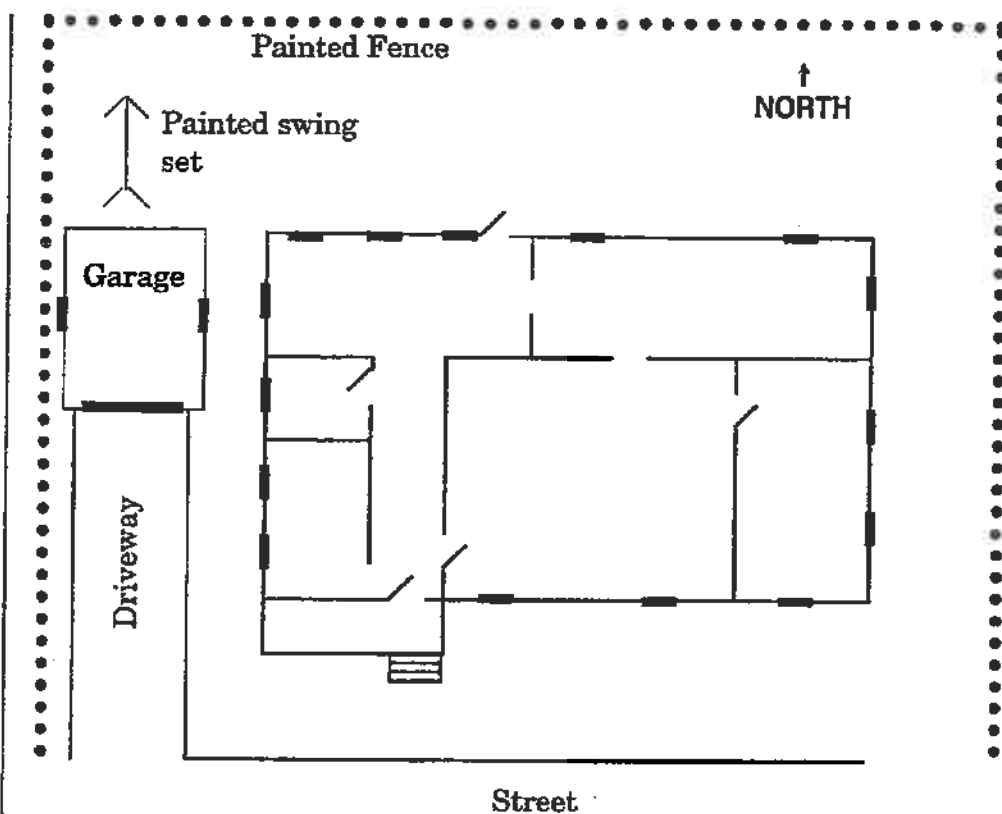 Painted Fence
NORTH
Painted swing
set
Garage
Driveway
Street